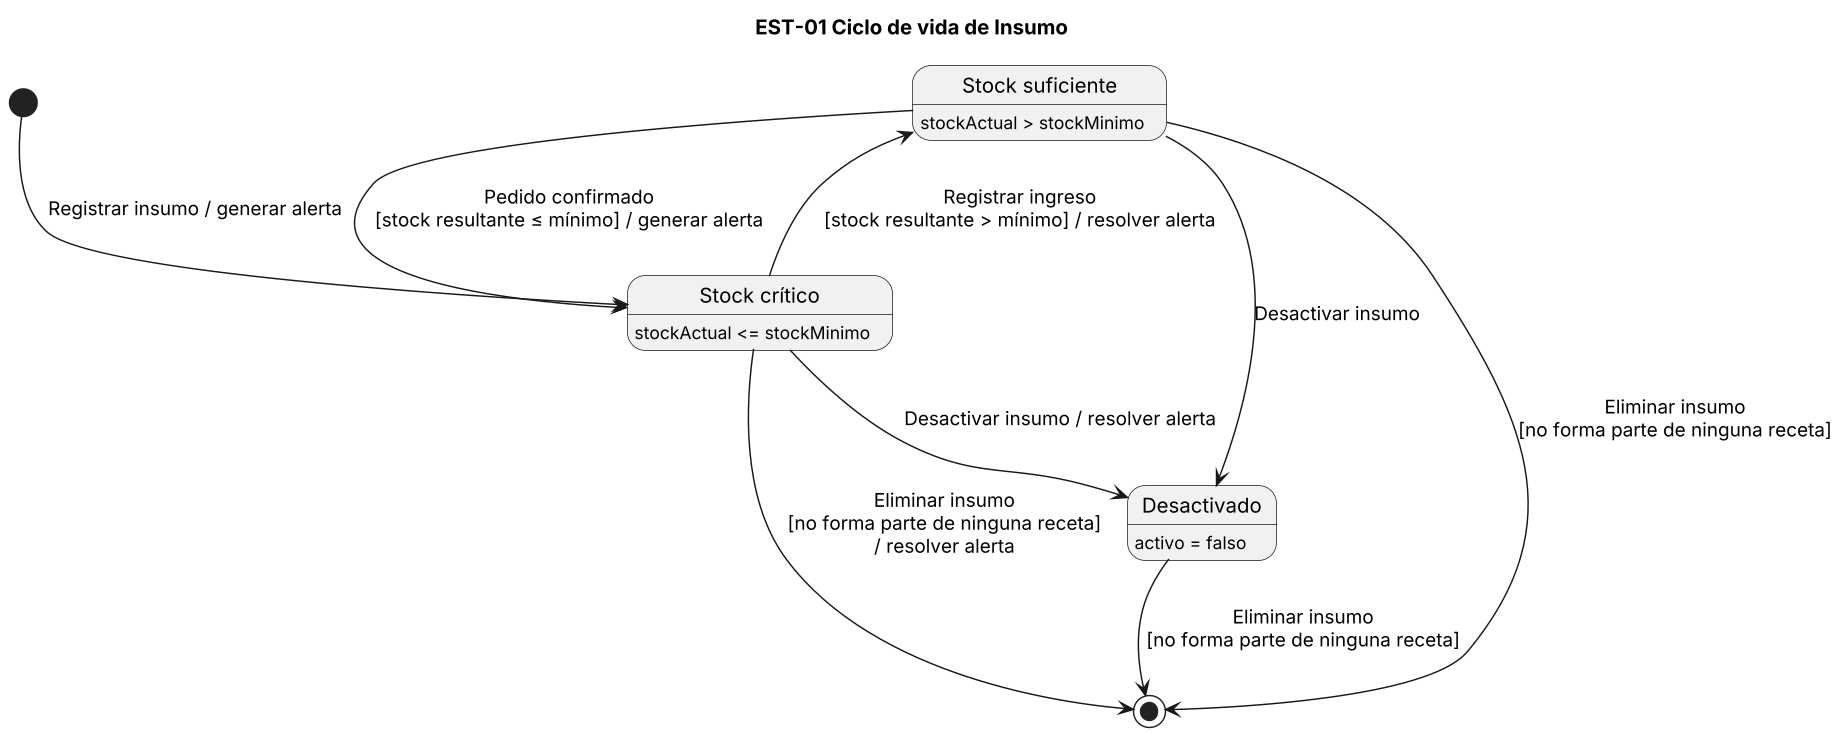 EST-01 Ciclo de vida de Insumo
Stock suficiente
stockActual > stockMinimo
Registrar insumo / generar alerta
Pedido confirmado
[stock resultante ≤ mínimo] / generar alerta
Registrar ingreso
[stock resultante > mínimo] / resolver alerta
Stock crítico
stockActual <= stockMinimo
Desactivar insumo
Desactivar insumo / resolver alerta
Eliminar insumo
[no forma parte de ninguna receta]
Eliminar insumo
[no forma parte de ninguna receta]
/ resolver alerta
Desactivado
activo = falso
Eliminar insumo
[no forma parte de ninguna receta]